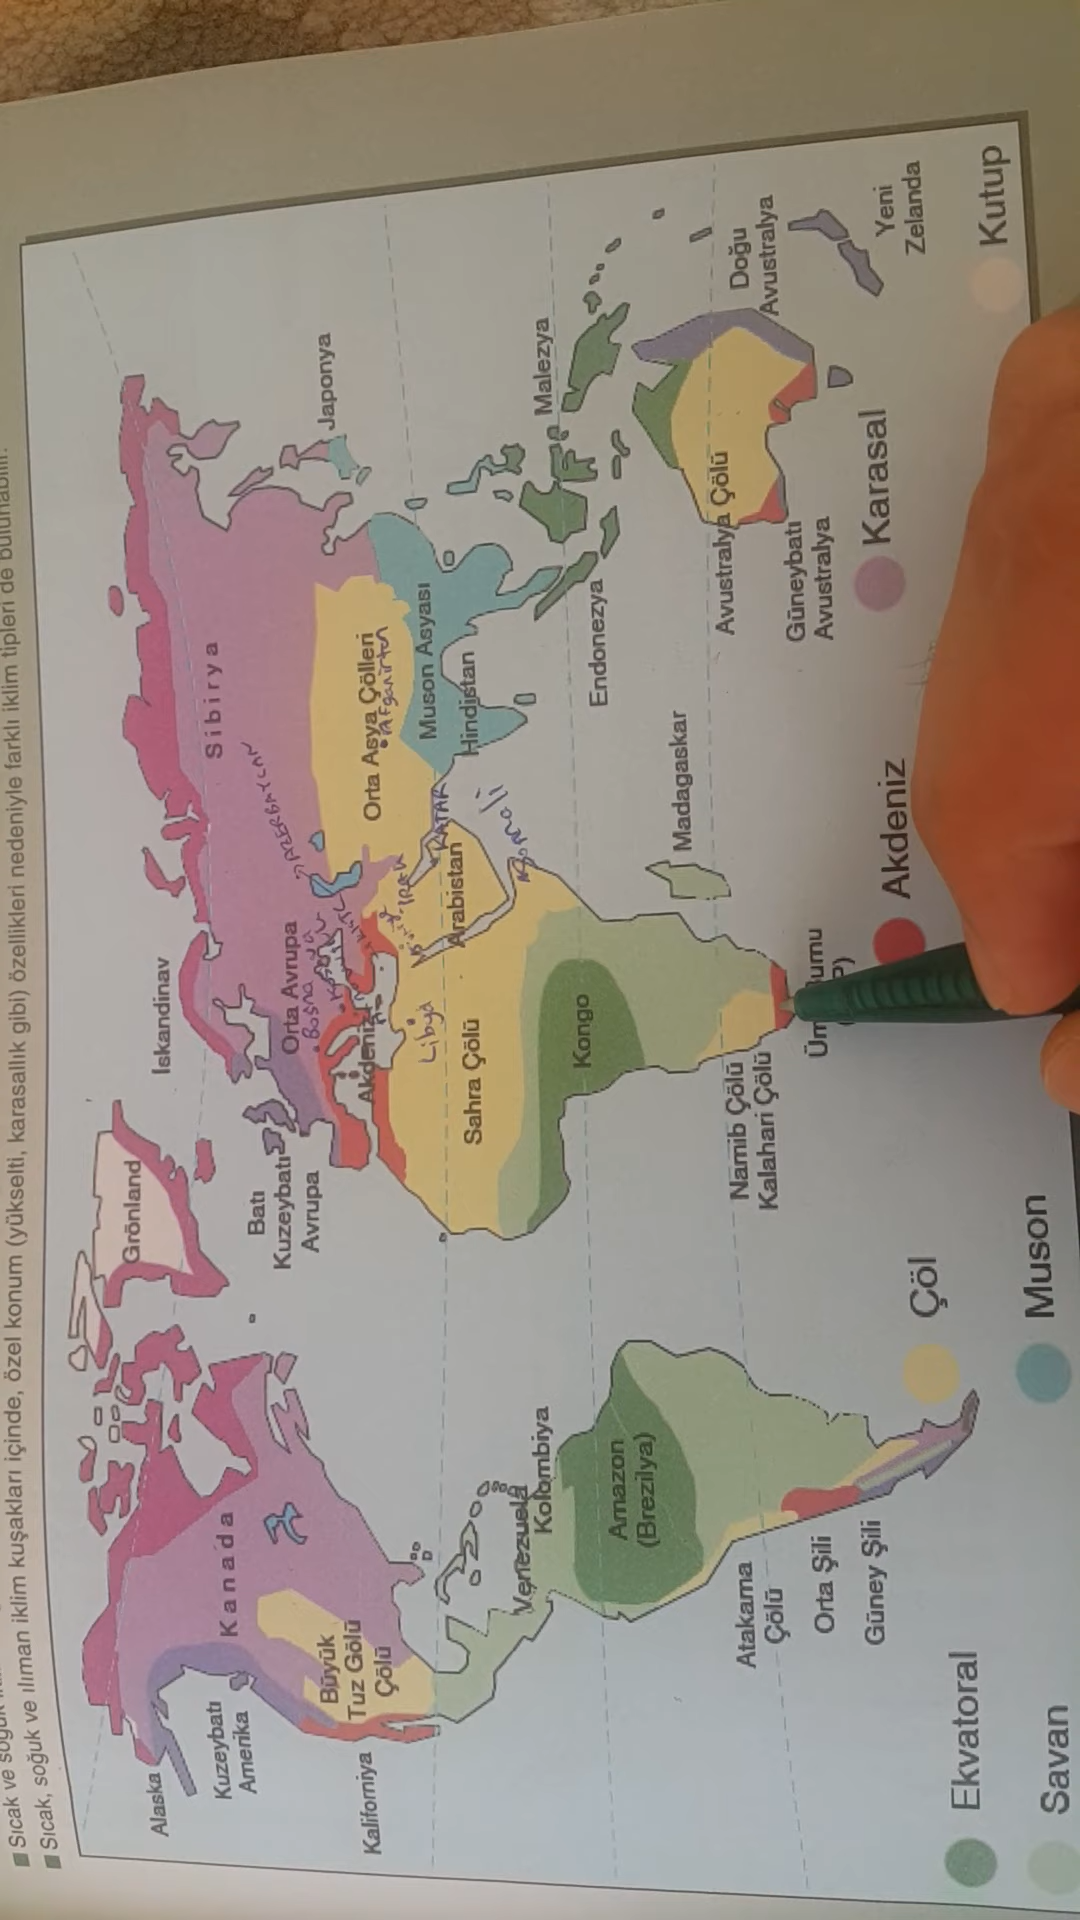 Sıcak, soğuk ve ılıman iklim kuşakları içinde, özel konum (yükselti, karasallık gibi) özellikleri nedeniyle farklı iklim tipleri de bulunabilir.
Grönland
İskandinav
Sibirya
Alaska
Kanada
Kuzeybatı
Amerika
Batı
Kuzeybatı
Avrupa
Orta Avrupa
AZERBAYCAN
Bosna
Japonya
Kaliforniya
Büyük
Tuz Gölü
Çölü
Akdeniz
Orta Asya Çölleri
Afganistan
IRAK
KATAR
Libya
Muson Asyası
Arabistan
Hindistan
Sahra Çölü
Somali
Venezuela
Kolombiya
Malezya
Kongo
Endonezya
Amazon
(Brezilya)
Madagaskar
Avustralya Çölü
Doğu
Avustralya
Atakama
Çölü
Namib Çölü
Kalahari Çölü
Güneybatı
Avustralya
Orta Şili
Güney Şili
Yeni
Zelanda
Ekvatoral
Çöl
Akdeniz
Karasal
Kutup
Savan
Muson